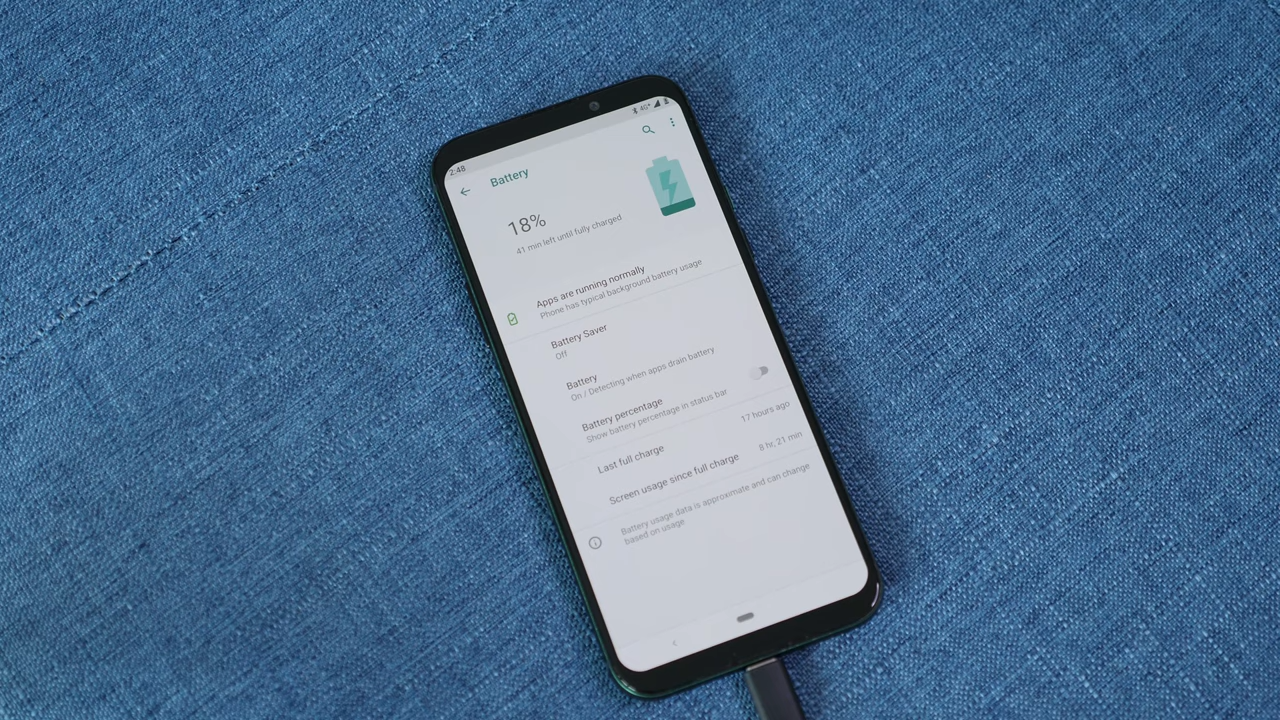 2:48
4G+
Battery
18%
41 min left until fully charged
Apps are running normally
Phone has typical background battery usage
Battery Saver
Off
Battery
On / Detecting when apps drain battery
Battery percentage
Show battery percentage in status bar
Last full charge
17 hours ago
Screen usage since full charge
8 hr, 21 min
Battery usage data is approximate and can change
based on usage